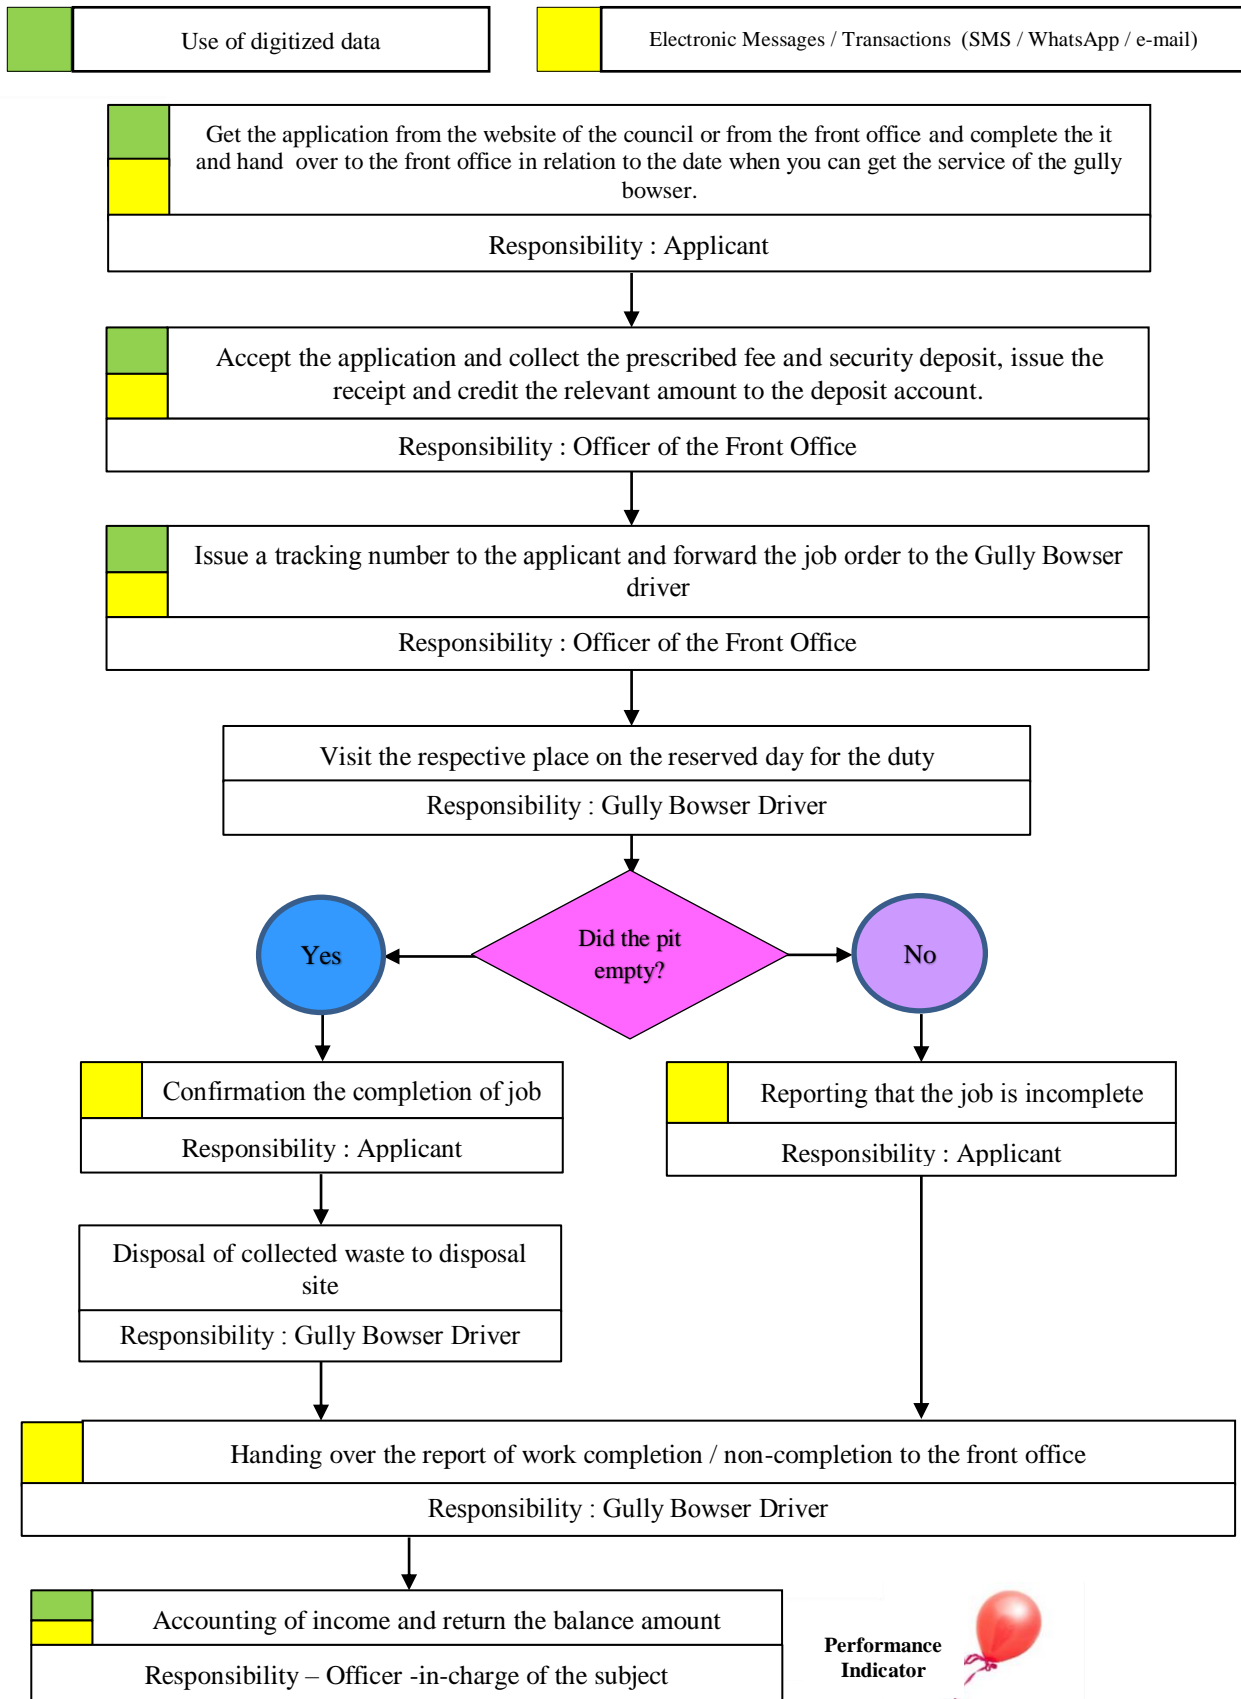 Use of digitized data
Electronic Messages / Transactions (SMS / WhatsApp / e-mail)
Get the application from the website of the council or from the front office and complete the it
and hand over to the front office in relation to the date when you can get the service of the gully
bowser.
Responsibility : Applicant
Accept the application and collect the prescribed fee and security deposit, issue the
receipt and credit the relevant amount to the deposit account.
Responsibility : Officer of the Front Office
Issue a tracking number to the applicant and forward the job order to the Gully Bowser
driver
Responsibility : Officer of the Front Office
Visit the respective place on the reserved day for the duty
Responsibility : Gully Bowser Driver
Did the pit
empty?
Yes
No
Confirmation the completion of job
Responsibility : Applicant
Reporting that the job is incomplete
Responsibility : Applicant
Disposal of collected waste to disposal
site
Responsibility : Gully Bowser Driver
Handing over the report of work completion / non-completion to the front office
Responsibility : Gully Bowser Driver
Accounting of income and return the balance amount
Responsibility – Officer -in-charge of the subject
Performance
Indicator